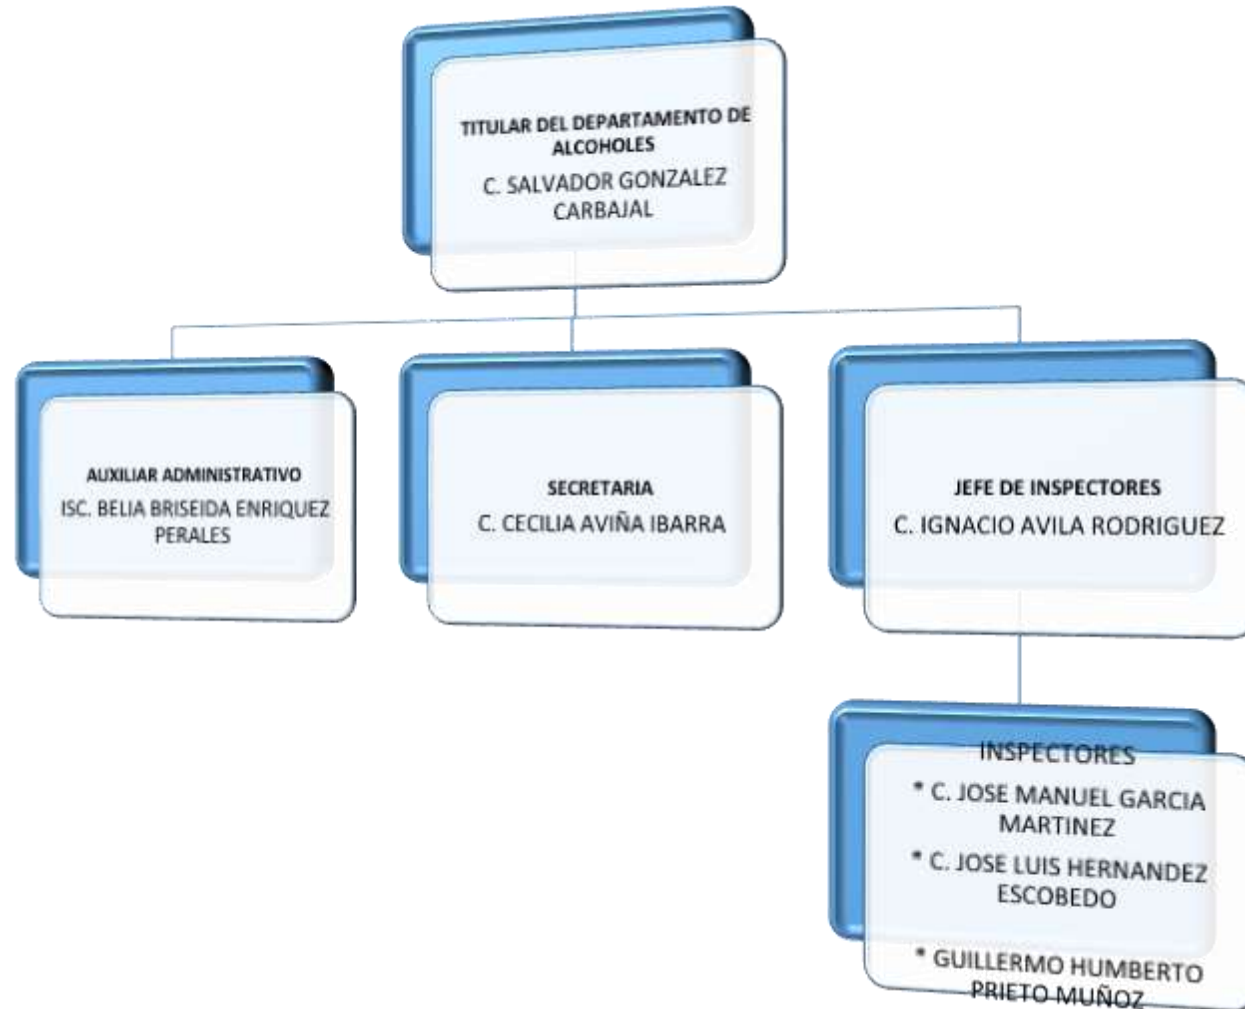 TITULAR DEL DEPARTAMENTO DE
ALCOHOLES
C. SALVADOR GONZALEZ
CARBAJAL
AUXILIAR ADMINISTRATIVO
ISC. BELIA BRISEIDA ENRIQUEZ
PERALES
SECRETARIA
C. CECILIA AVIÑA IBARRA
JEFE DE INSPECTORES
C. IGNACIO AVILA RODRIGUEZ
INSPECTORES
* C. JOSE MANUEL GARCIA
MARTINEZ
* C. JOSE LUIS HERNANDEZ
ESCOBEDO
* GUILLERMO HUMBERTO
PRIETO MUÑOZ